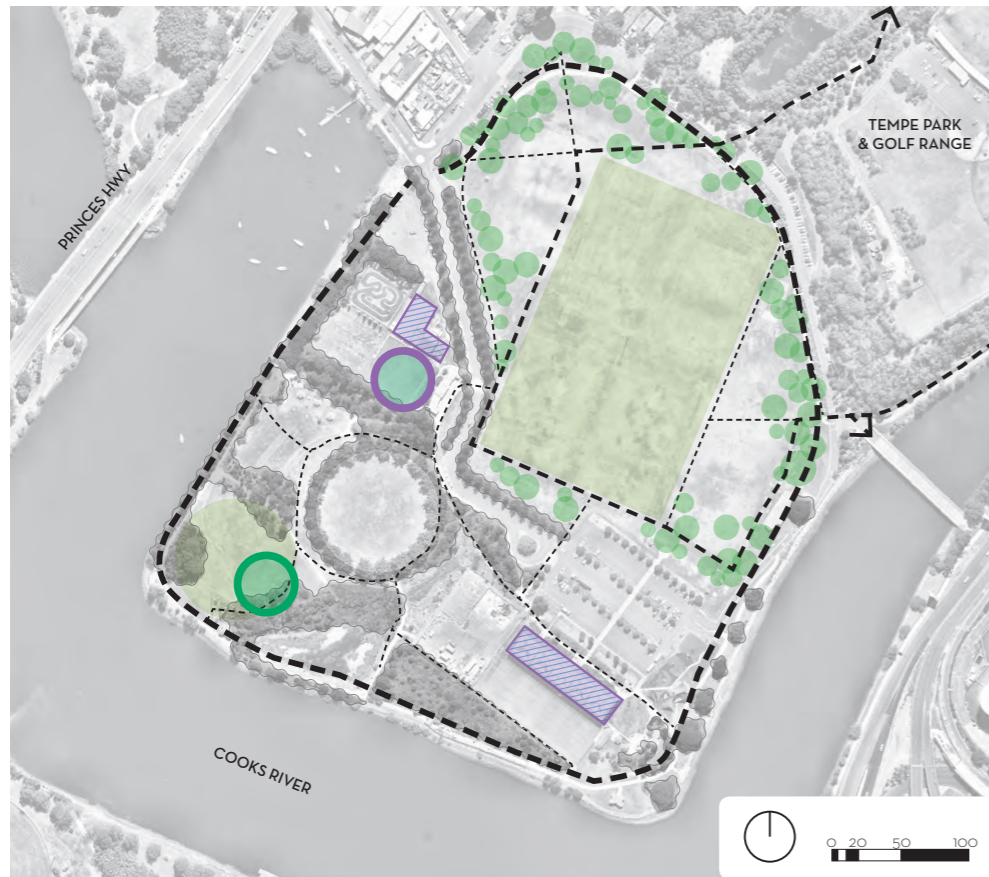 TEMPE PARK
& GOLF RANGE
PRINCES HWY
COOKS RIVER
0 20 50 100